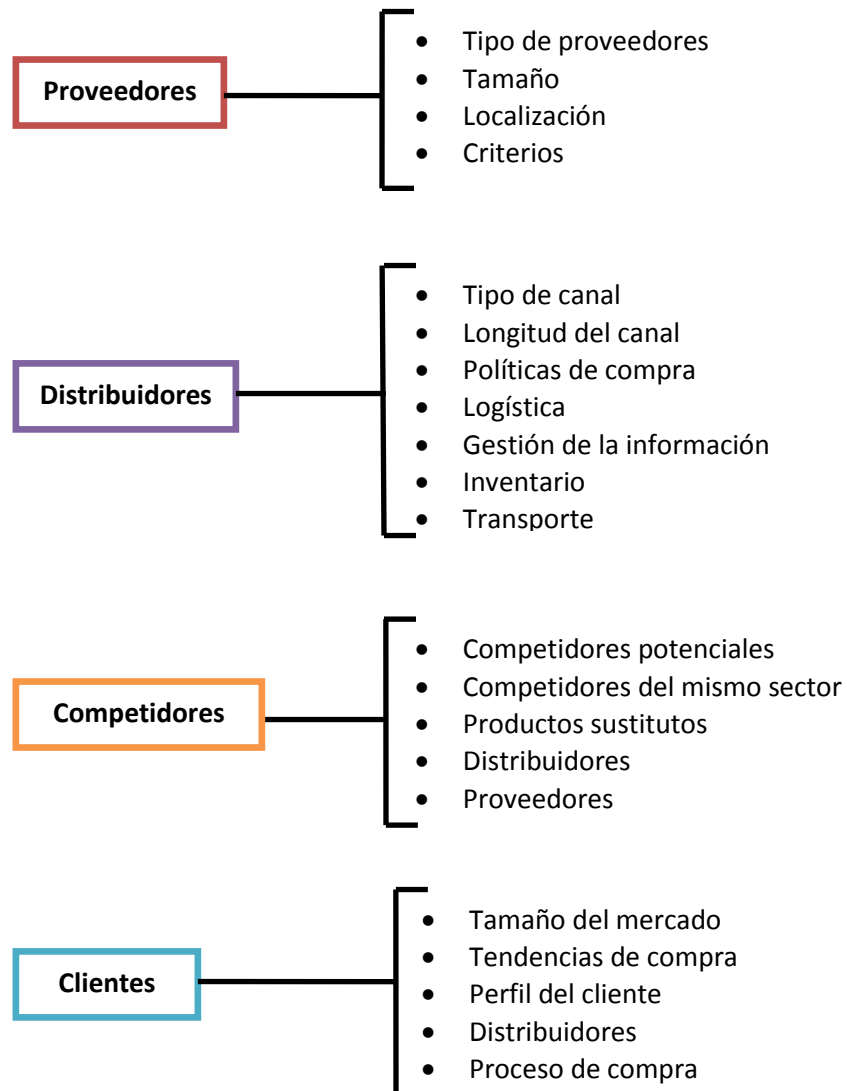 Proveedores
• Tipo de proveedores
• Tamaño
• Localización
• Criterios
Distribuidores
• Tipo de canal
• Longitud del canal
• Políticas de compra
• Logística
• Gestión de la información
• Inventario
• Transporte
Competidores
• Competidores potenciales
• Competidores del mismo sector
• Productos sustitutos
• Distribuidores
• Proveedores
Clientes
• Tamaño del mercado
• Tendencias de compra
• Perfil del cliente
• Distribuidores
• Proceso de compra